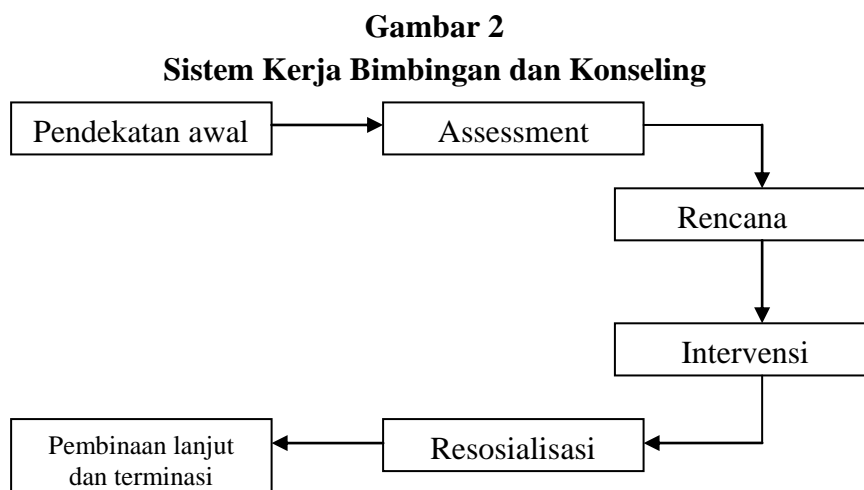 Gambar 2
Sistem Kerja Bimbingan dan Konseling
Pendekatan awal
Assessment
Rencana
Intervensi
Resosialisasi
Pembinaan lanjut
dan terminasi